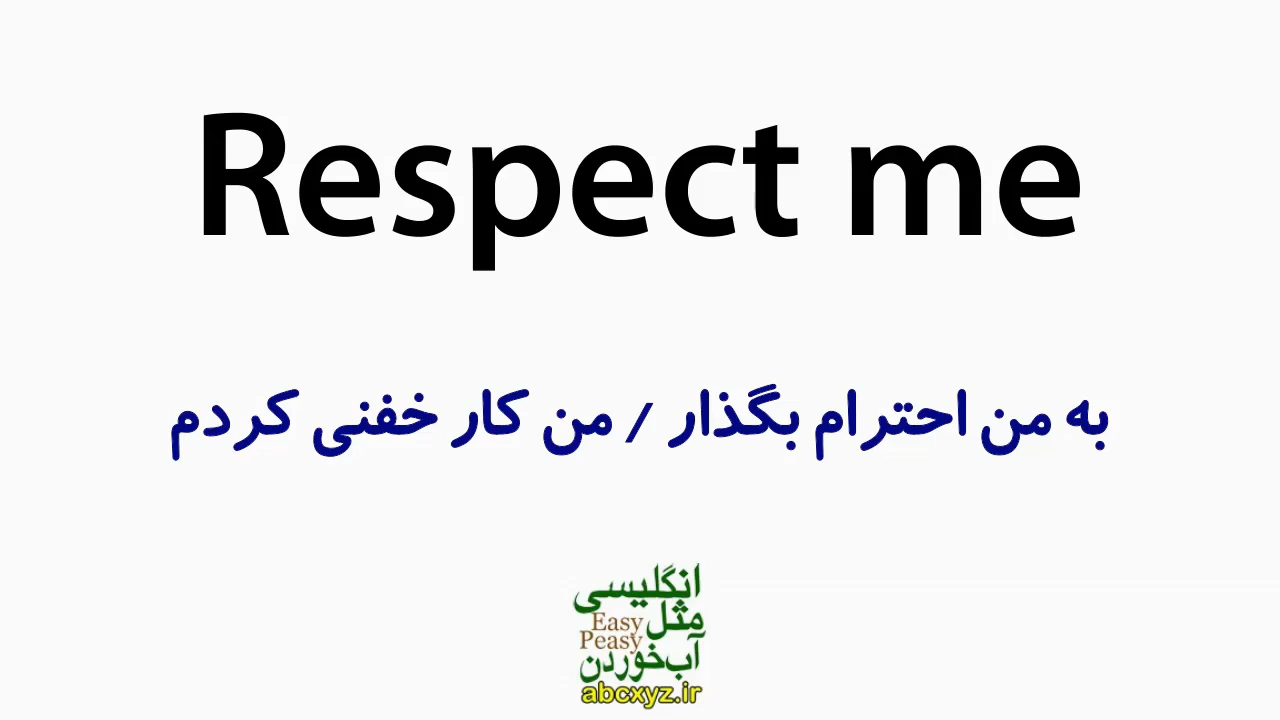 Respect me
به من احترام بگذار / من کار خفنی کردم
انگلیسی
مثل Easy
Peasy
آب‌خوردن
abcxyz.ir